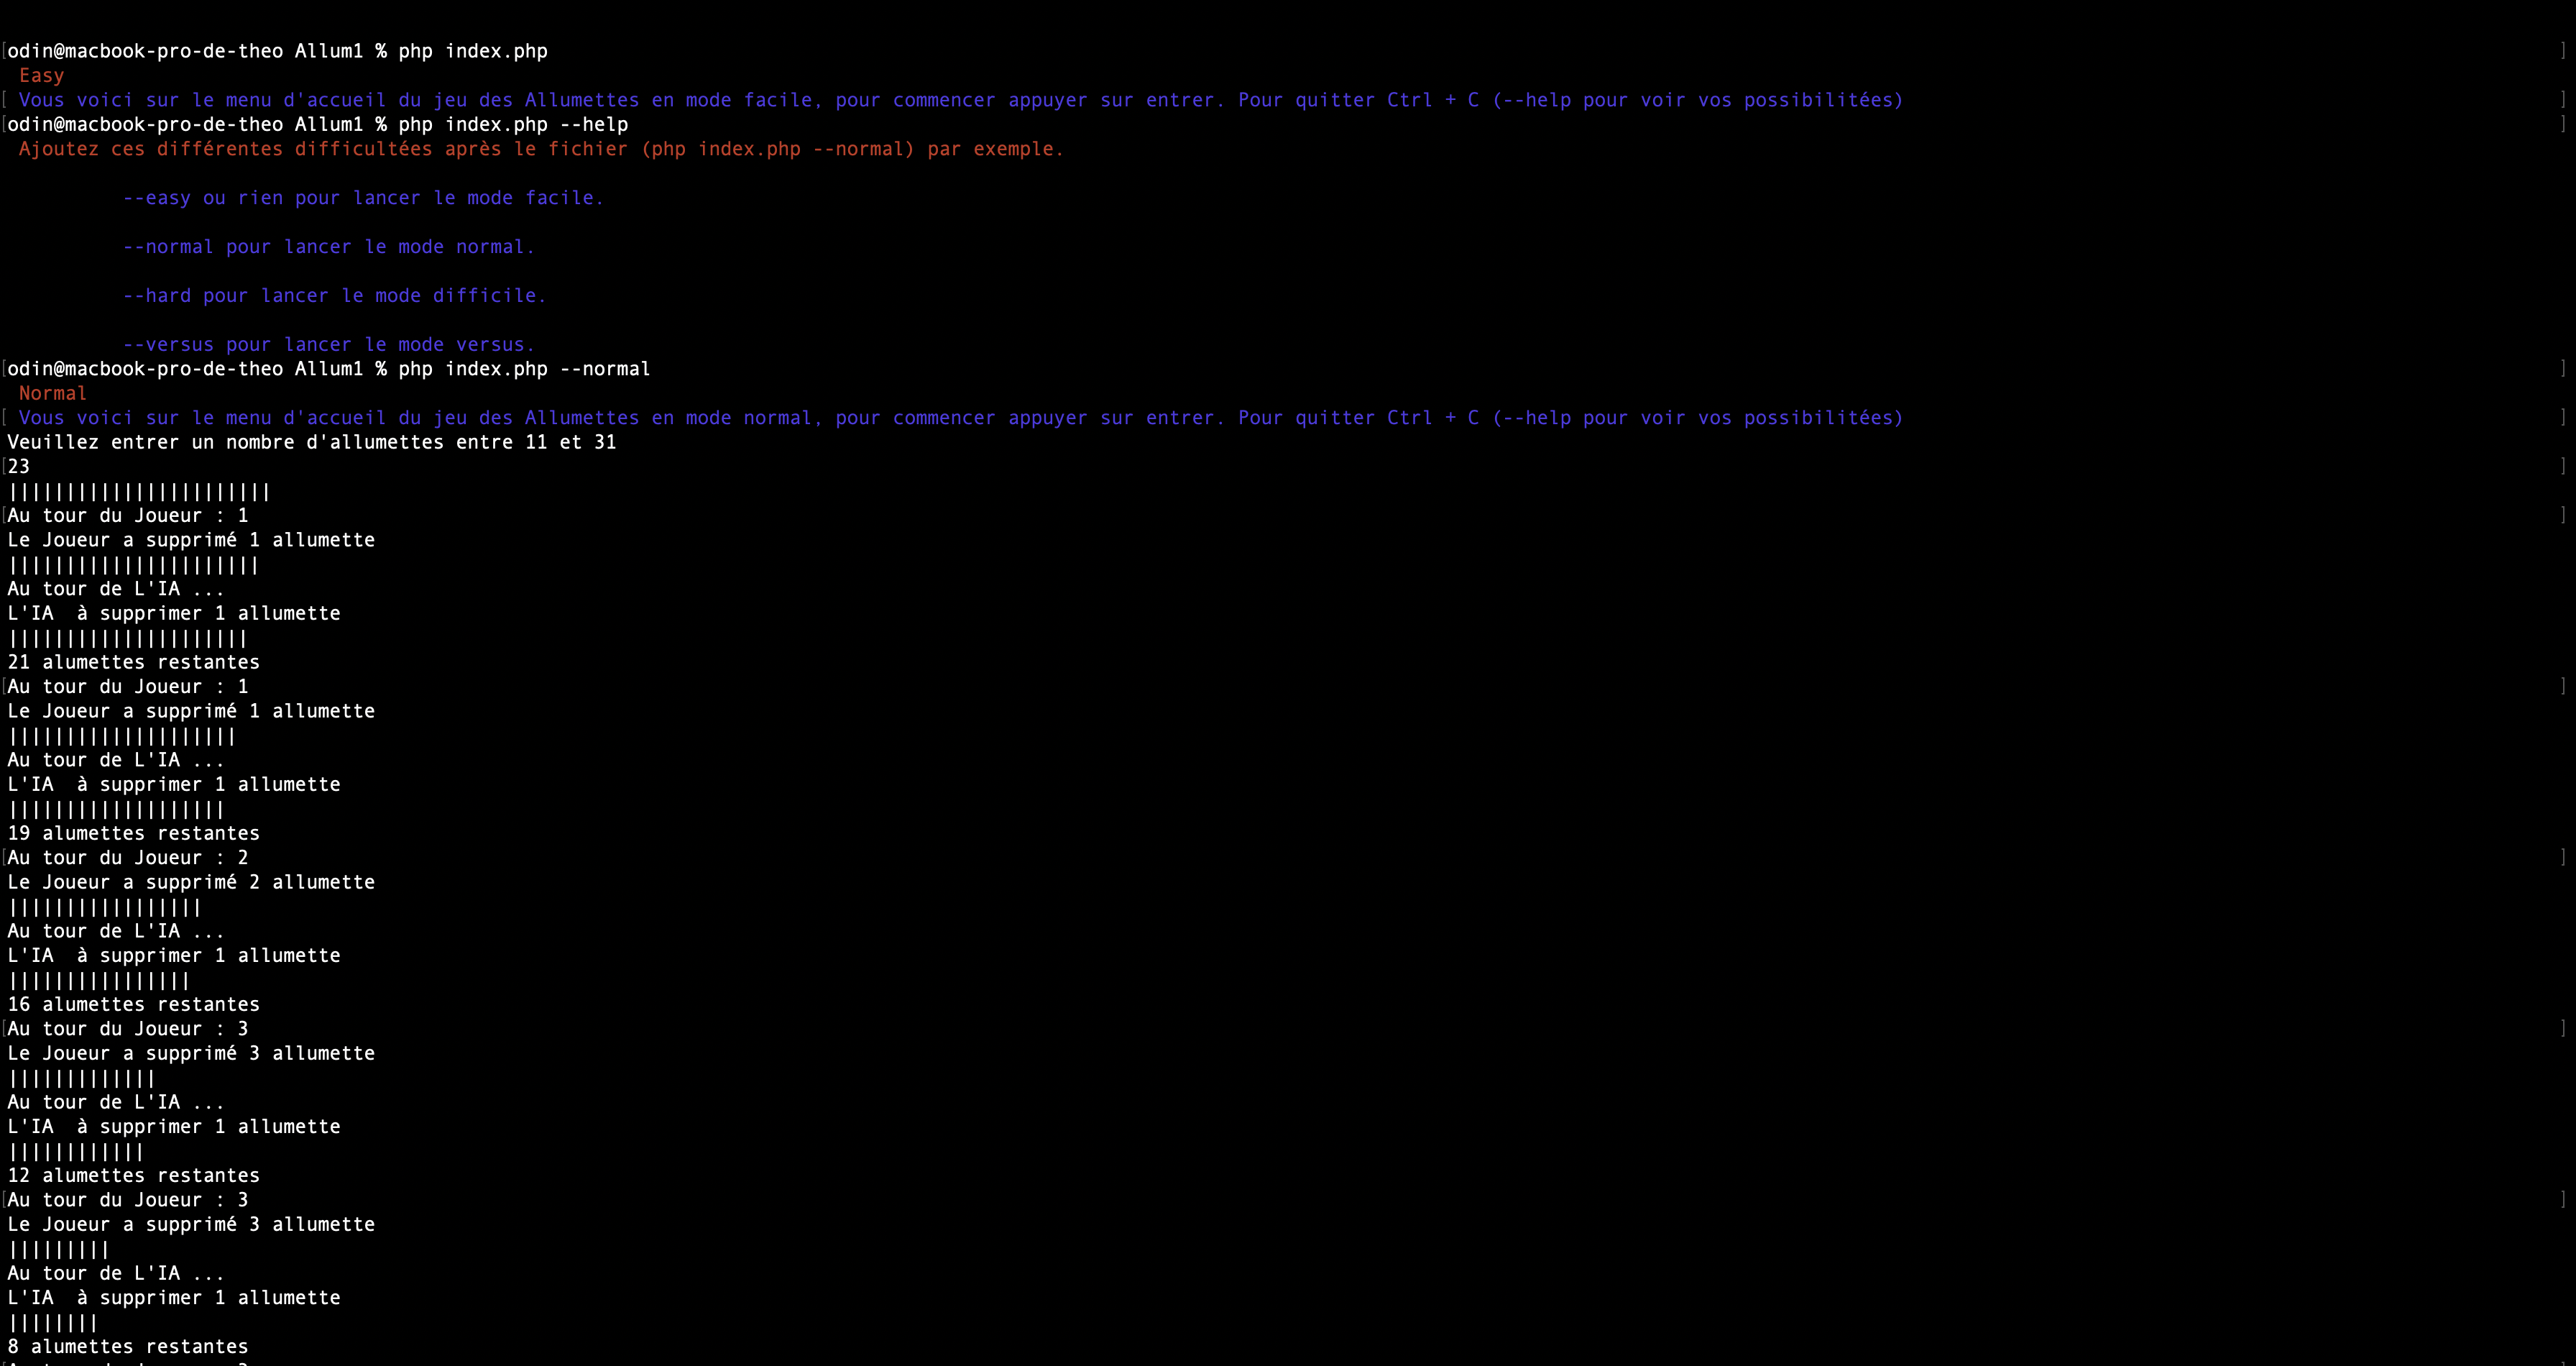 [odin@macbook-pro-de-theo Allum1 % php index.php ]
Easy
[ Vous voici sur le menu d'accueil du jeu des Allumettes en mode facile, pour commencer appuyer sur entrer. Pour quitter Ctrl + C (--help pour voir vos possibilitées) ]
[odin@macbook-pro-de-theo Allum1 % php index.php --help ]
Ajoutez ces différentes difficultées après le fichier (php index.php --normal) par exemple.
--easy ou rien pour lancer le mode facile.
--normal pour lancer le mode normal.
--hard pour lancer le mode difficile.
--versus pour lancer le mode versus.
[odin@macbook-pro-de-theo Allum1 % php index.php --normal ]
Normal
[ Vous voici sur le menu d'accueil du jeu des Allumettes en mode normal, pour commencer appuyer sur entrer. Pour quitter Ctrl + C (--help pour voir vos possibilitées) ]
Veuillez entrer un nombre d'allumettes entre 11 et 31
[23 ]
|||||||||||||||||||||||
[Au tour du Joueur : 1 ]
Le Joueur a supprimé 1 allumette
||||||||||||||||||||||
Au tour de L'IA ...
L'IA  à supprimer 1 allumette
|||||||||||||||||||||
21 alumettes restantes
[Au tour du Joueur : 1 ]
Le Joueur a supprimé 1 allumette
||||||||||||||||||||
Au tour de L'IA ...
L'IA  à supprimer 1 allumette
|||||||||||||||||||
19 alumettes restantes
[Au tour du Joueur : 2 ]
Le Joueur a supprimé 2 allumette
|||||||||||||||||
Au tour de L'IA ...
L'IA  à supprimer 1 allumette
||||||||||||||||
16 alumettes restantes
[Au tour du Joueur : 3 ]
Le Joueur a supprimé 3 allumette
|||||||||||||
Au tour de L'IA ...
L'IA  à supprimer 1 allumette
||||||||||||
12 alumettes restantes
[Au tour du Joueur : 3 ]
Le Joueur a supprimé 3 allumette
|||||||||
Au tour de L'IA ...
L'IA  à supprimer 1 allumette
||||||||
8 alumettes restantes